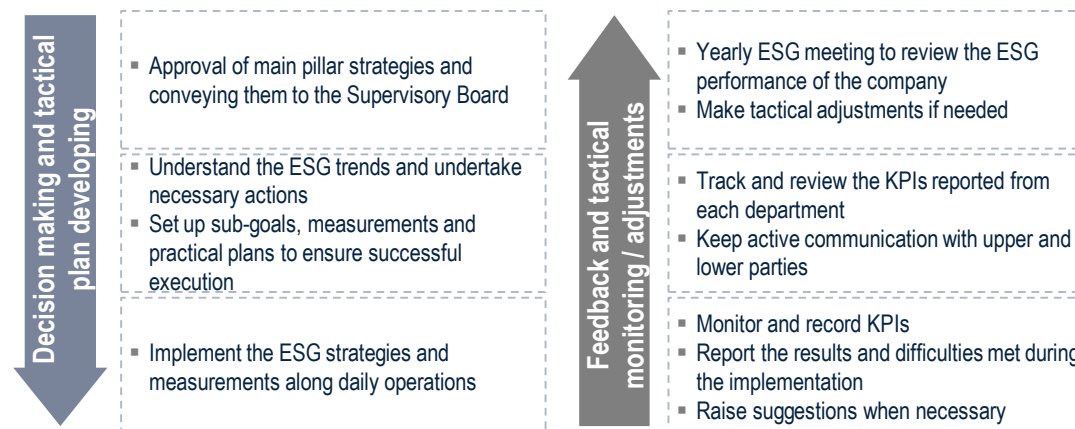 Decision making and tactical
plan developing
▪ Approval of main pillar strategies and
conveying them to the Supervisory Board
▪ Understand the ESG trends and undertake
necessary actions
▪ Set up sub-goals, measurements and
practical plans to ensure successful
execution
▪ Implement the ESG strategies and
measurements along daily operations
Feedback and tactical
monitoring / adjustments
▪ Yearly ESG meeting to review the ESG
performance of the company
▪ Make tactical adjustments if needed
▪ Track and review the KPIs reported from
each department
▪ Keep active communication with upper and
lower parties
▪ Monitor and record KPIs
▪ Report the results and difficulties met during
the implementation
▪ Raise suggestions when necessary